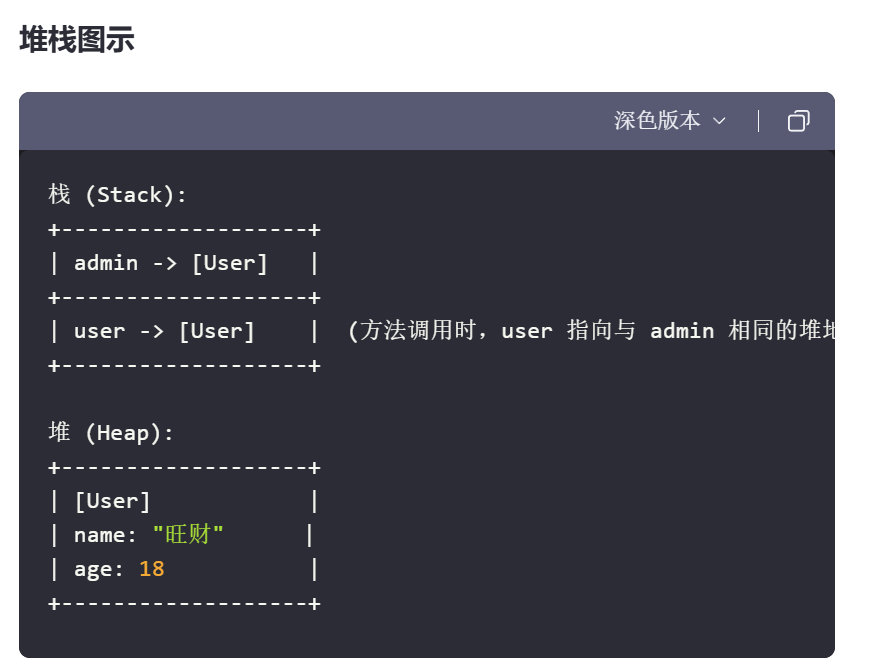 堆栈图示
深色版本
栈 (Stack):
+-------------------+
| admin -> [User]   |
+-------------------+
| user -> [User]    |  (方法调用时，user 指向与 admin 相同的堆
+-------------------+
堆 (Heap):
+-------------------+
| [User]            |
| name: "旺财"      |
| age: 18           |
+-------------------+